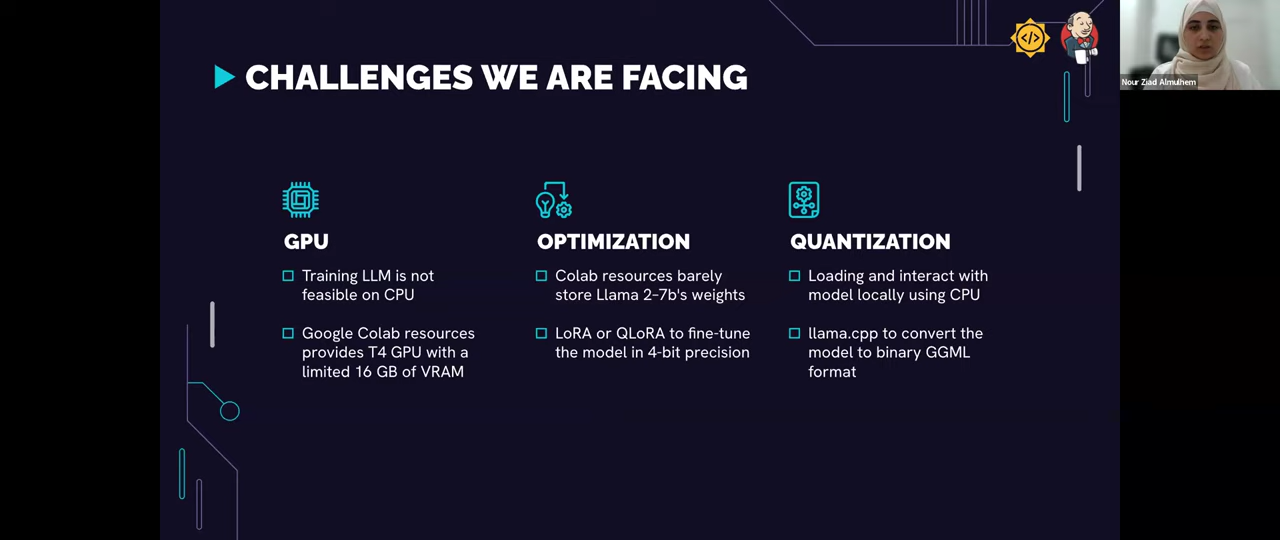 CHALLENGES WE ARE FACING
Nour Ziad Almulhem
GPU
Training LLM is not
feasible on CPU
Google Colab resources
provides T4 GPU with a
limited 16 GB of VRAM
OPTIMIZATION
Colab resources barely
store Llama 2-7b's weights
LoRA or QLoRA to fine-tune
the model in 4-bit precision
QUANTIZATION
Loading and interact with
model locally using CPU
llama.cpp to convert the
model to binary GGML
format